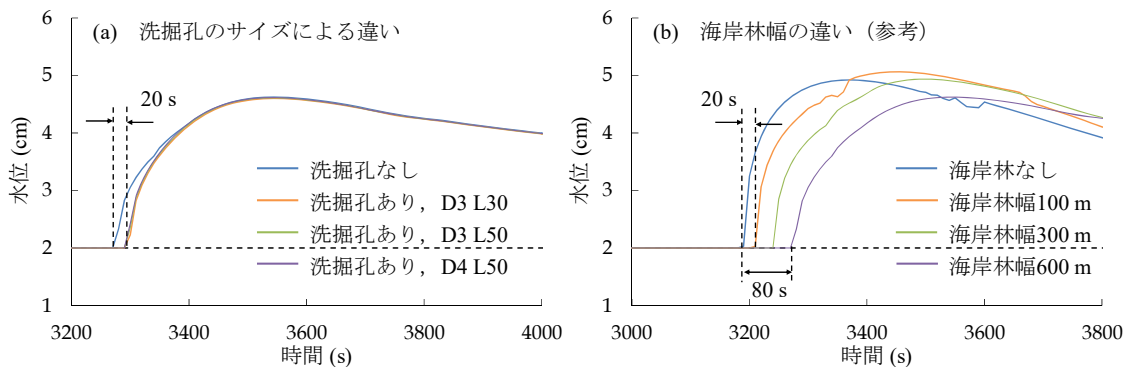 (a) 洗掘孔のサイズによる違い
6
5
4
3
2
1
水位 (cm)
20 s
洗掘孔なし
洗掘孔あり，D3 L30
洗掘孔あり，D3 L50
洗掘孔あり，D4 L50
3200 3400 3600 3800 4000
時間 (s)
(b) 海岸林幅の違い（参考）
6
5
4
3
2
1
水位 (cm)
20 s
海岸林なし
海岸林幅100 m
海岸林幅300 m
海岸林幅600 m
80 s
3000 3200 3400 3600 3800
時間 (s)